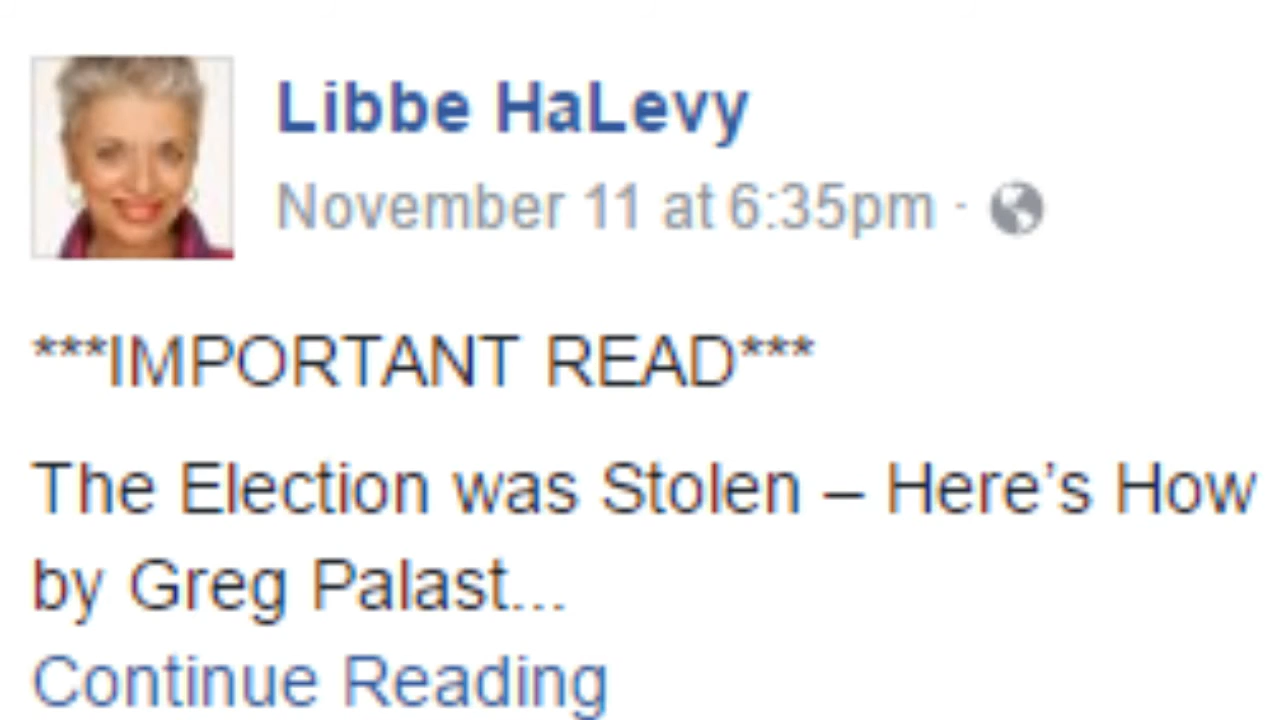 Libbe HaLevy
November 11 at 6:35pm ·
***IMPORTANT READ***
The Election was Stolen – Here’s How
by Greg Palast...
Continue Reading